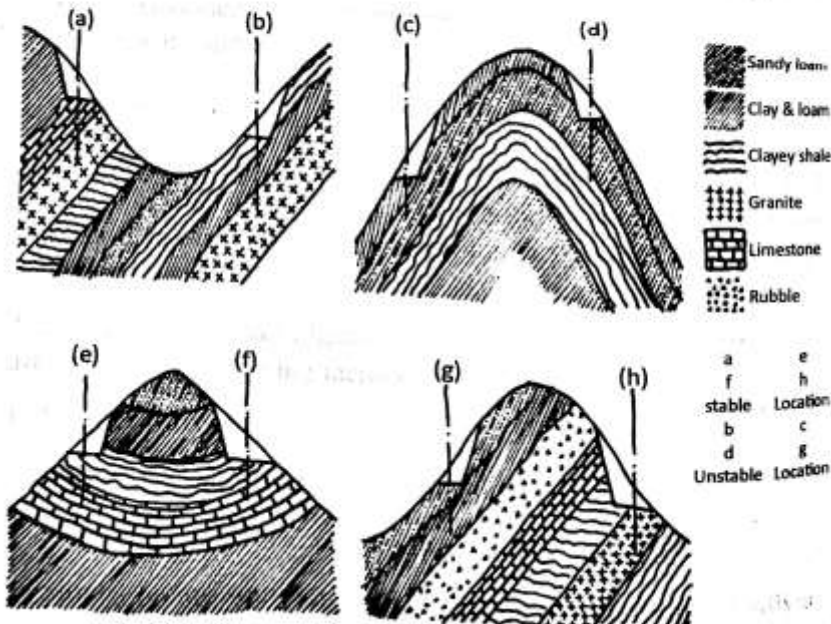 (a)
(b)
(c)
(d)
Sandy loam
Clay & loam
Clayey shale
Granite
Limestone
Rubble
(e)
(f)
(g)
(h)
a e
f h
stable Location
b c
d g
Unstable Location